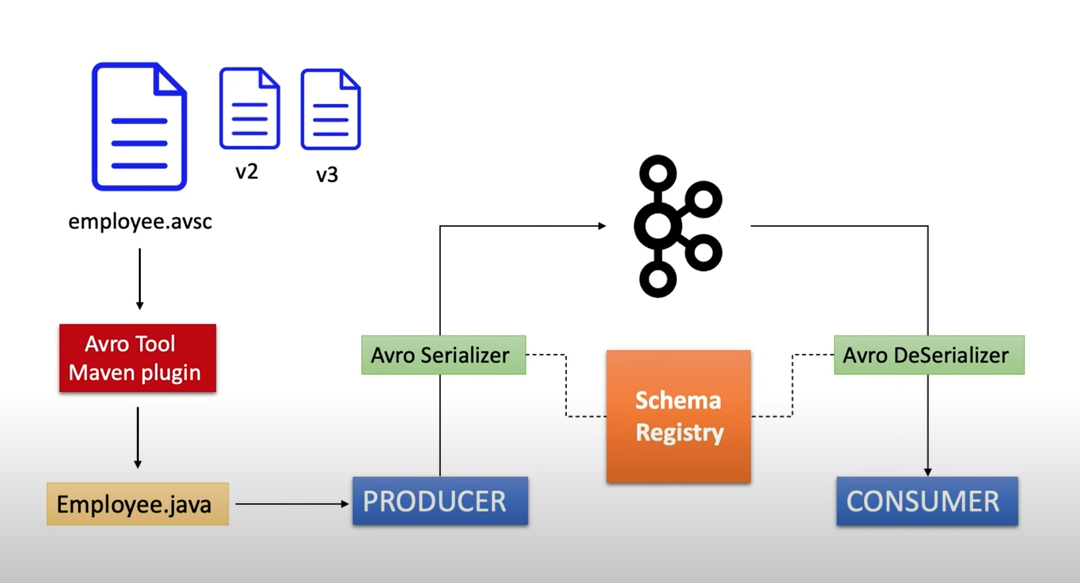 v2
v3
employee.avsc
Avro Tool
Maven plugin
Employee.java
Avro Serializer
PRODUCER
Schema
Registry
Avro DeSerializer
CONSUMER